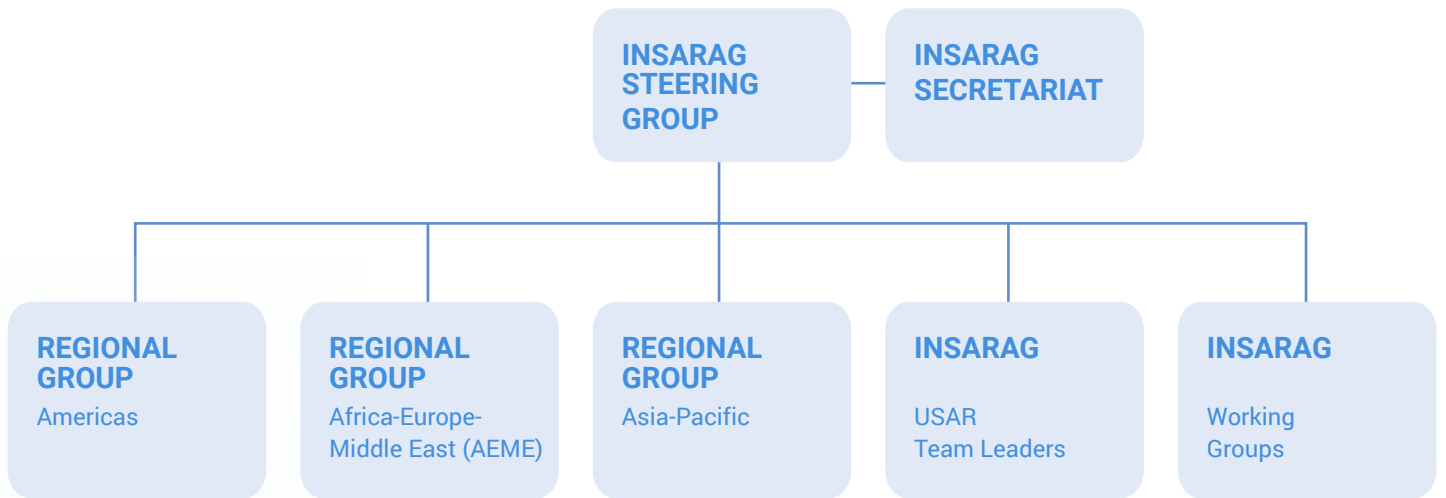 INSARAG
STEERING
GROUP
INSARAG
SECRETARIAT
REGIONAL
GROUP
Americas
REGIONAL
GROUP
Africa-Europe-
Middle East (AEME)
REGIONAL
GROUP
Asia-Pacific
INSARAG
USAR
Team Leaders
INSARAG
Working
Groups